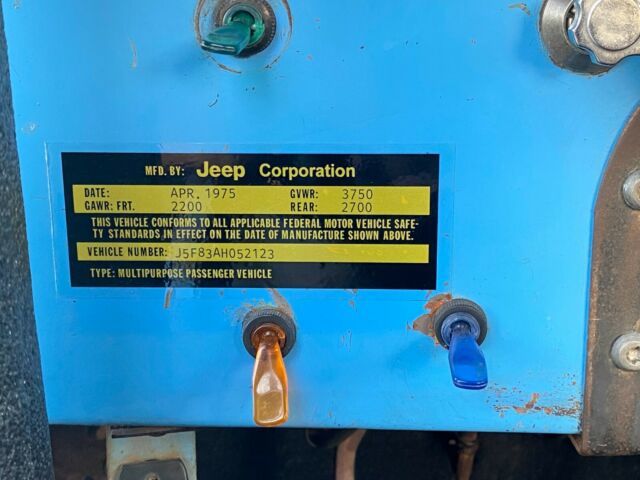 MFD. BY: Jeep Corporation
DATE: APR. 1975 GVWR: 3750
GAWR: FRT. 2200 REAR: 2700
THIS VEHICLE CONFORMS TO ALL APPLICABLE FEDERAL MOTOR VEHICLE SAFE-
TY STANDARDS IN EFFECT ON THE DATE OF MANUFACTURE SHOWN ABOVE.
VEHICLE NUMBER: J5F83AH052123
TYPE: MULTIPURPOSE PASSENGER VEHICLE